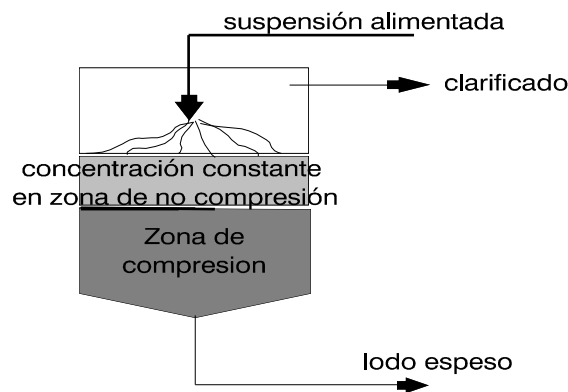 suspensión alimentada
clarificado
concentración constante
en zona de no compresión
Zona de
compresion
lodo espeso